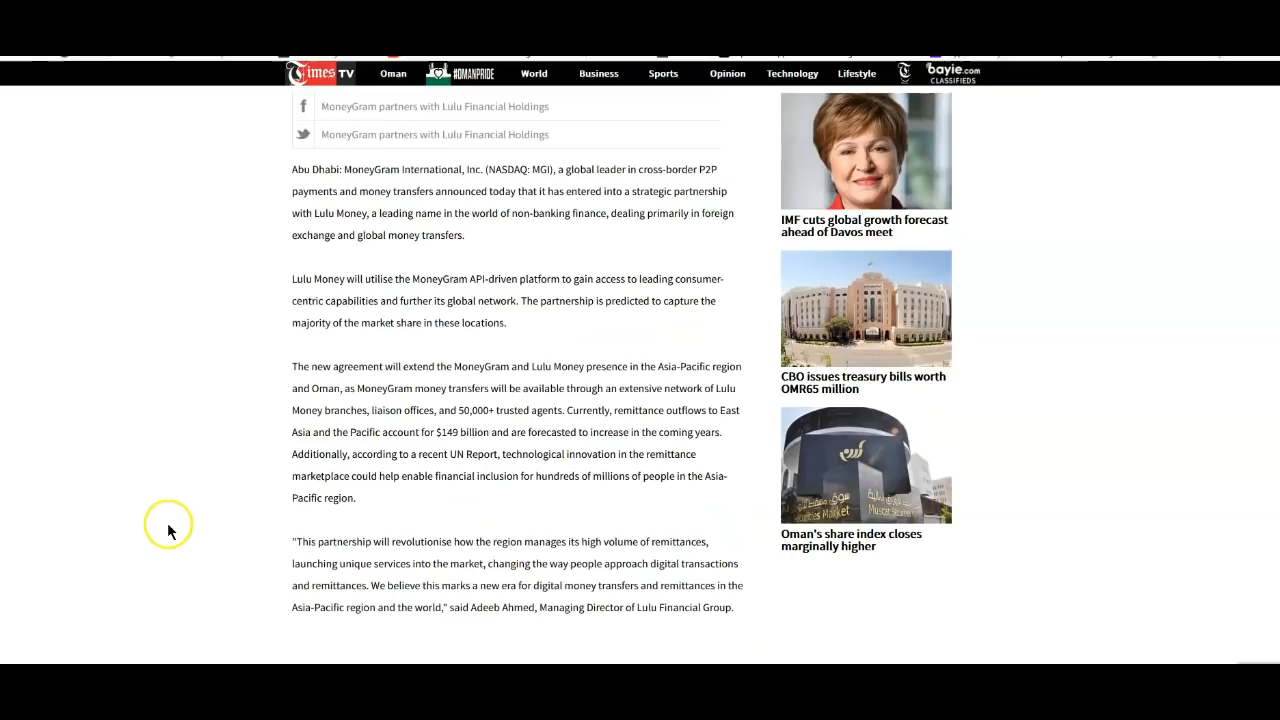 Times TV
Oman
#OMANPRIDE
World
Business
Sports
Opinion
Technology
Lifestyle
T
bayie.com
CLASSIFIEDS
f MoneyGram partners with Lulu Financial Holdings
MoneyGram partners with Lulu Financial Holdings
Abu Dhabi: MoneyGram International, Inc. (NASDAQ: MGI), a global leader in cross-border P2P
payments and money transfers announced today that it has entered into a strategic partnership
with Lulu Money, a leading name in the world of non-banking finance, dealing primarily in foreign
exchange and global money transfers.
Lulu Money will utilise the MoneyGram API-driven platform to gain access to leading consumer-
centric capabilities and further its global network. The partnership is predicted to capture the
majority of the market share in these locations.
The new agreement will extend the MoneyGram and Lulu Money presence in the Asia-Pacific region
and Oman, as MoneyGram money transfers will be available through an extensive network of Lulu
Money branches, liaison offices, and 50,000+ trusted agents. Currently, remittance outflows to East
Asia and the Pacific account for $149 billion and are forecasted to increase in the coming years.
Additionally, according to a recent UN Report, technological innovation in the remittance
marketplace could help enable financial inclusion for hundreds of millions of people in the Asia-
Pacific region.
"This partnership will revolutionise how the region manages its high volume of remittances,
launching unique services into the market, changing the way people approach digital transactions
and remittances. We believe this marks a new era for digital money transfers and remittances in the
Asia-Pacific region and the world," said Adeeb Ahmed, Managing Director of Lulu Financial Group.
IMF cuts global growth forecast
ahead of Davos meet
CBO issues treasury bills worth
OMR65 million
سوق مسقط
Market
Muscat
Oman's share index closes
marginally higher